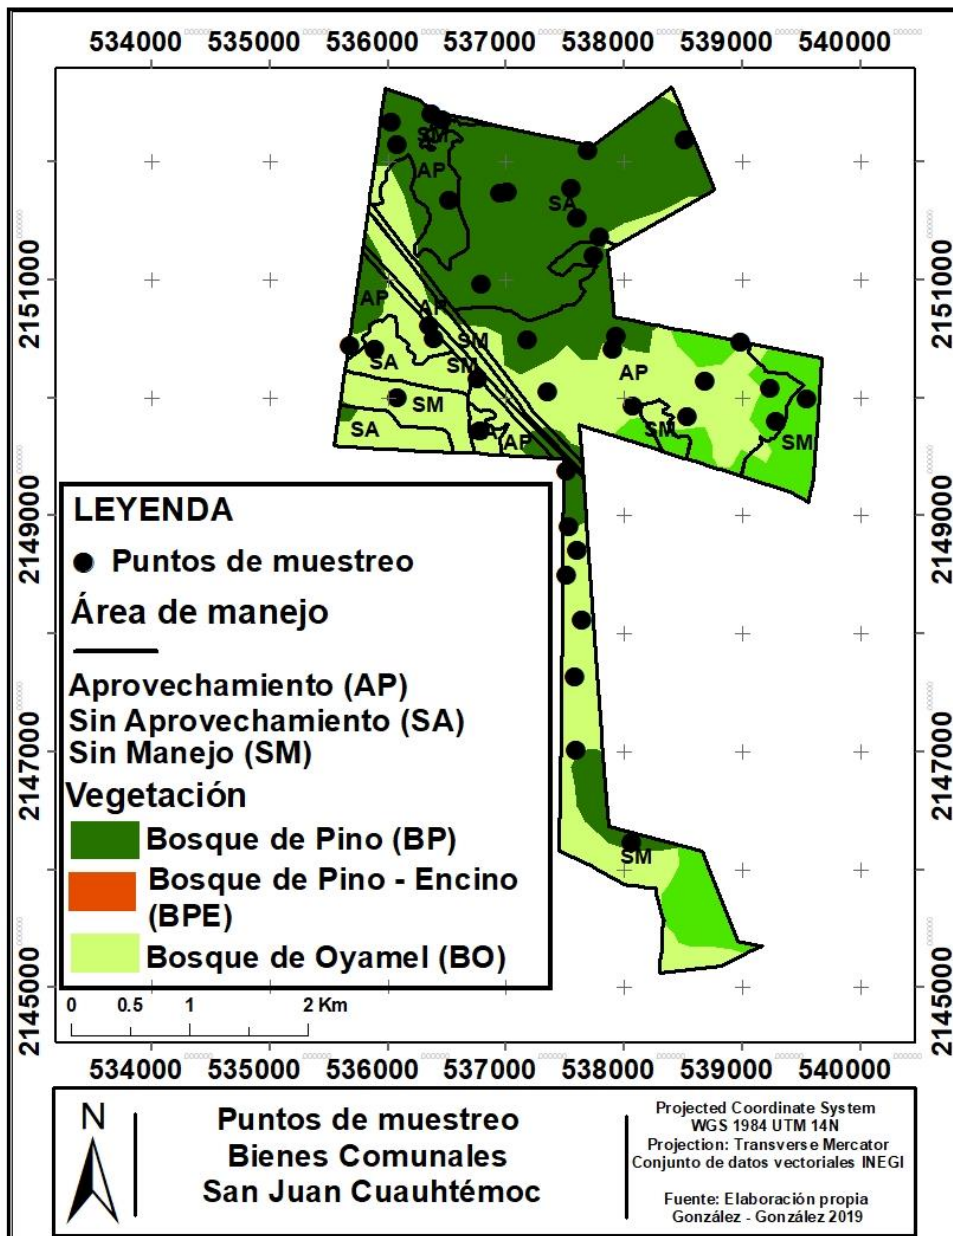 534000 535000 536000 537000 538000 539000 540000
2151000
2149000
2147000
2145000
2151000
2149000
2147000
2145000
SM
AP
SA
AP
AP
SM
SA
SM
AP
SM
SA
AP
SM
SM
SM
LEYENDA
Puntos de muestreo
Área de manejo
Aprovechamiento (AP)
Sin Aprovechamiento (SA)
Sin Manejo (SM)
Vegetación
Bosque de Pino (BP)
Bosque de Pino - Encino
(BPE)
Bosque de Oyamel (BO)
0 0.5 1 2 Km
534000 535000 536000 537000 538000 539000 540000
N
Puntos de muestreo
Bienes Comunales
San Juan Cuauhtémoc
Projected Coordinate System
WGS 1984 UTM 14N
Projection: Transverse Mercator
Conjunto de datos vectoriales INEGI
Fuente: Elaboración propia
González - González 2019